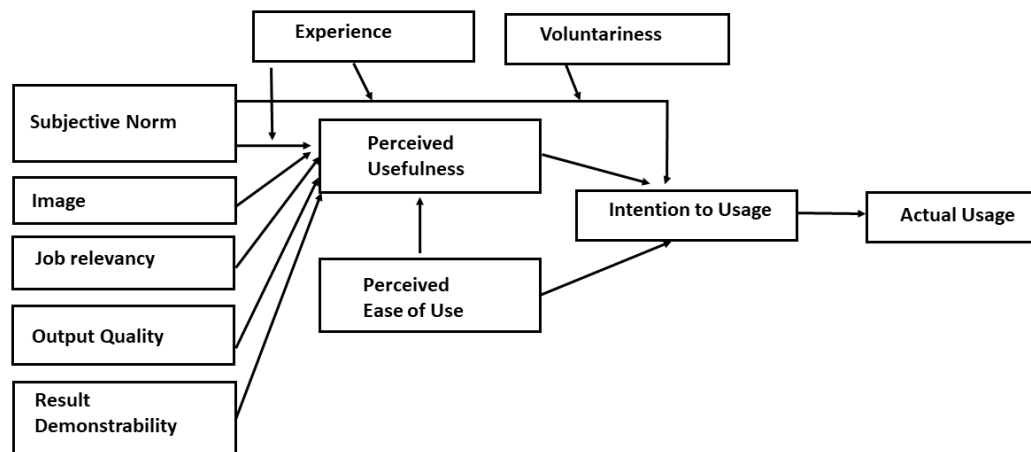 Experience
Voluntariness
Subjective Norm
Perceived
Usefulness
Image
Intention to Usage
Actual Usage
Job relevancy
Perceived
Ease of Use
Output Quality
Result
Demonstrability